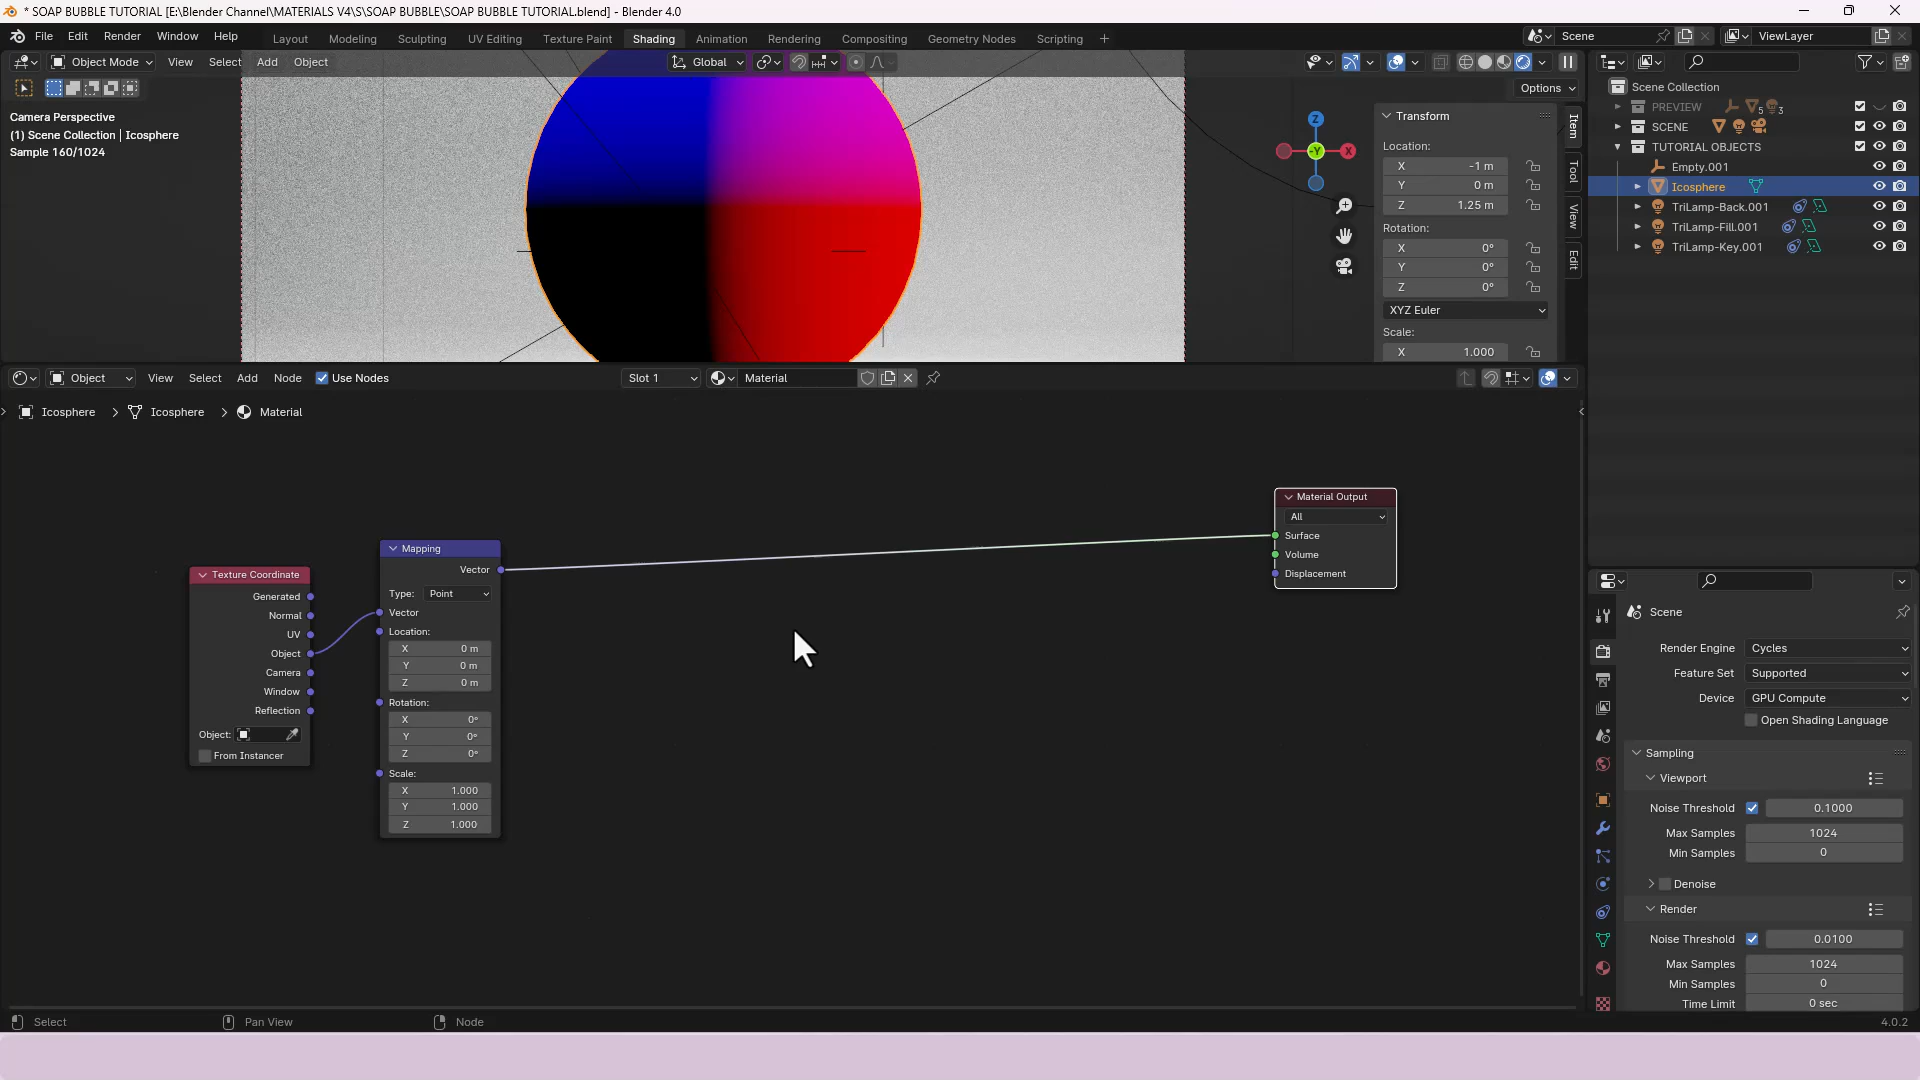 * SOAP BUBBLE TUTORIAL [E:\Blender Channel\MATERIALS V4\S\SOAP BUBBLE\SOAP BUBBLE TUTORIAL.blend] - Blender 4.0
File Edit Render Window Help
Layout Modeling Sculpting UV Editing Texture Paint Shading Animation Rendering Compositing Geometry Nodes Scripting +
Scene
ViewLayer
Object Mode View Select Add Object
Global
Options
Camera Perspective
(1) Scene Collection | Icosphere
Sample 160/1024
Z
-Y
X
Transform
Location:
X -1 m
Y 0 m
Z 1.25 m
Rotation:
X 0°
Y 0°
Z 0°
XYZ Euler
Scale:
X 1.000
Item
Tool
View
Edit
Scene Collection
PREVIEW 5 3
SCENE
TUTORIAL OBJECTS
Empty.001
Icosphere
TriLamp-Back.001
TriLamp-Fill.001
TriLamp-Key.001
Object View Select Add Node Use Nodes
Slot 1
Material
Icosphere > Icosphere > Material
Texture Coordinate
Generated
Normal
UV
Object
Camera
Window
Reflection
Object:
From Instancer
Mapping
Vector
Type: Point
Vector
Location:
X 0 m
Y 0 m
Z 0 m
Rotation:
X 0°
Y 0°
Z 0°
Scale:
X 1.000
Y 1.000
Z 1.000
Material Output
All
Surface
Volume
Displacement
Scene
Render Engine Cycles
Feature Set Supported
Device GPU Compute
Open Shading Language
Sampling
Viewport
Noise Threshold 0.1000
Max Samples 1024
Min Samples 0
Denoise
Render
Noise Threshold 0.0100
Max Samples 1024
Min Samples 0
Time Limit 0 sec
Select
Pan View
Node
4.0.2